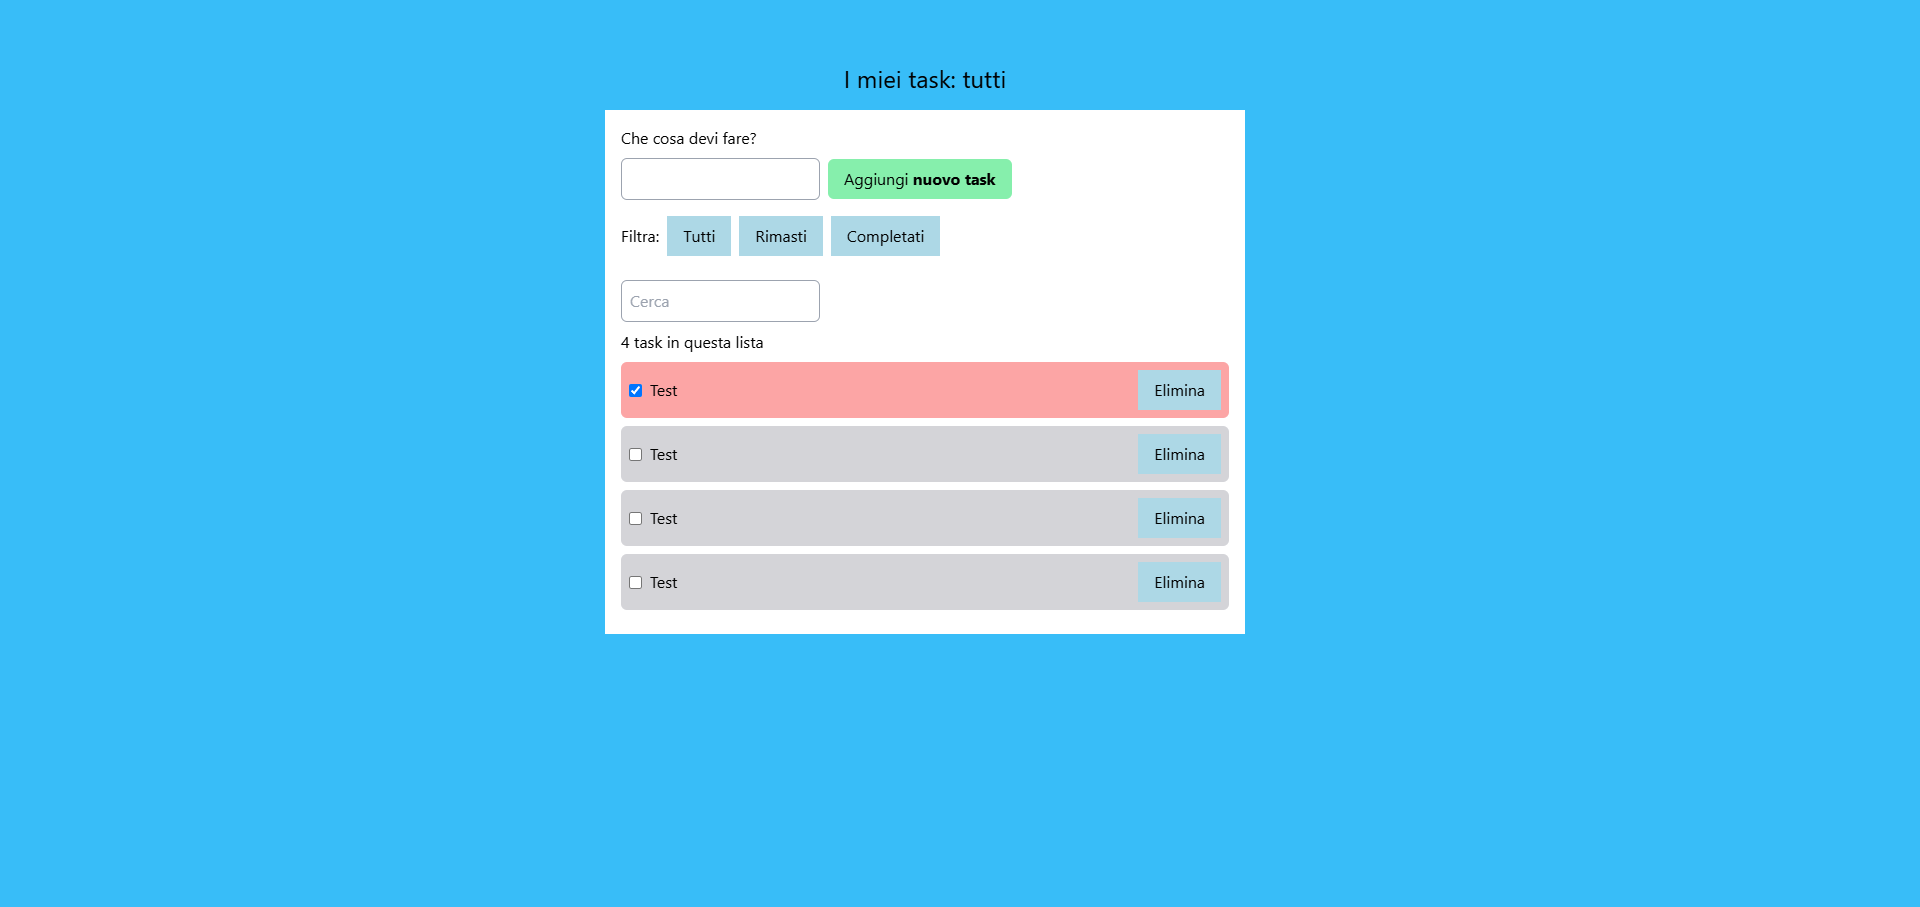 I miei task: tutti
Che cosa devi fare?
Aggiungi nuovo task
Filtra: Tutti Rimasti Completati
Cerca
4 task in questa lista
Test Elimina
Test Elimina
Test Elimina
Test Elimina